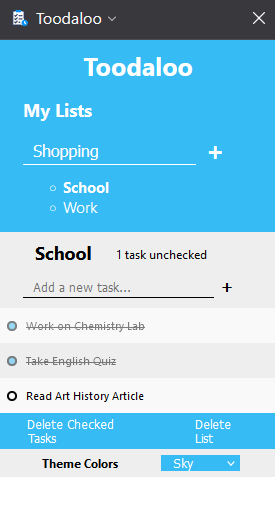 Toodaloo
Toodaloo
My Lists
Shopping
+
School
Work
School 1 task unchecked
Add a new task... +
Work on Chemistry Lab
Take English Quiz
Read Art History Article
Delete Checked
Tasks
Delete
List
Theme Colors Sky